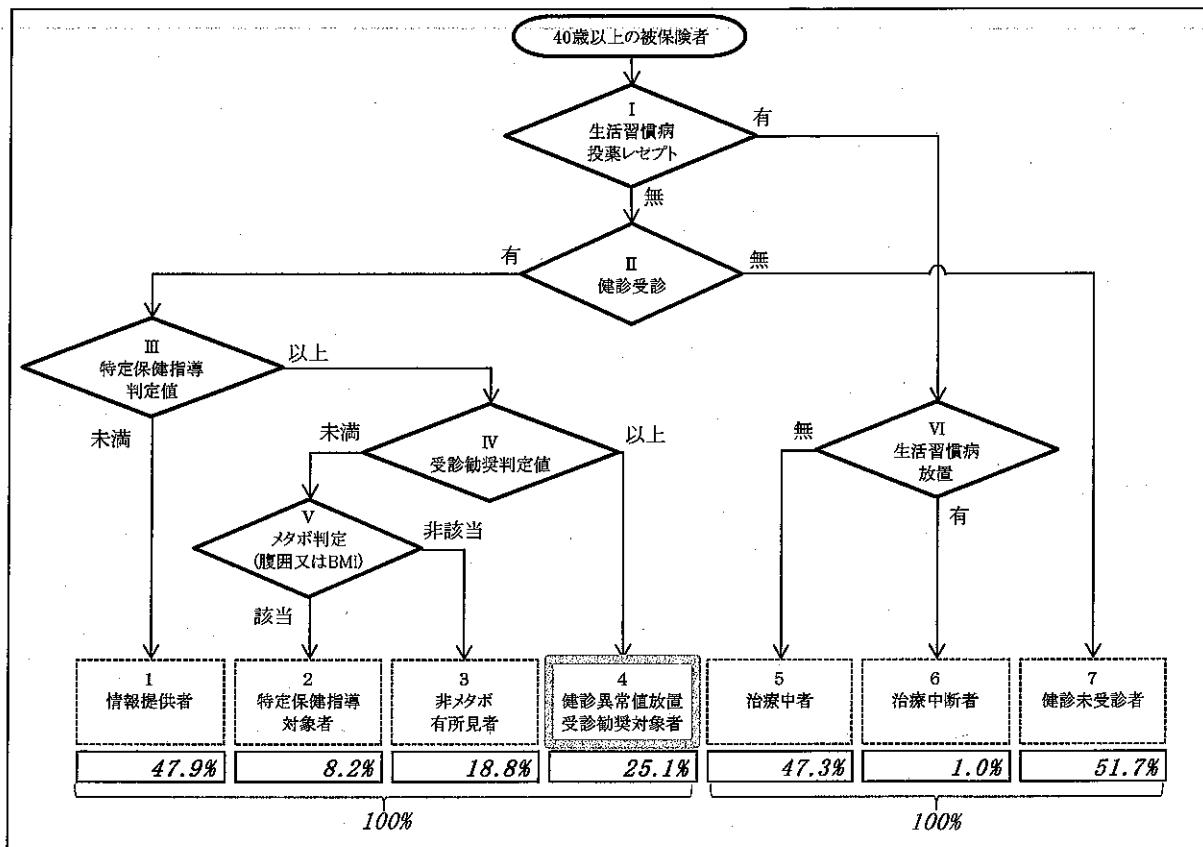 40歳以上の被保険者
Ⅰ
生活習慣病
投薬レセプト
有
無
Ⅱ
健診受診
有
無
Ⅲ
特定保健指導
判定値
以上
未満
Ⅳ
受診勧奨判定値
未満
以上
Ⅵ
生活習慣病
放置
無
有
Ⅴ
メタボ判定
(腹囲又はBMI)
非該当
該当
1
情報提供者
2
特定保健指導
対象者
3
非メタボ
有所見者
4
健診異常値放置
受診勧奨対象者
5
治療中者
6
治療中断者
7
健診未受診者
47.9%
8.2%
18.8%
25.1%
47.3%
1.0%
51.7%
100%
100%